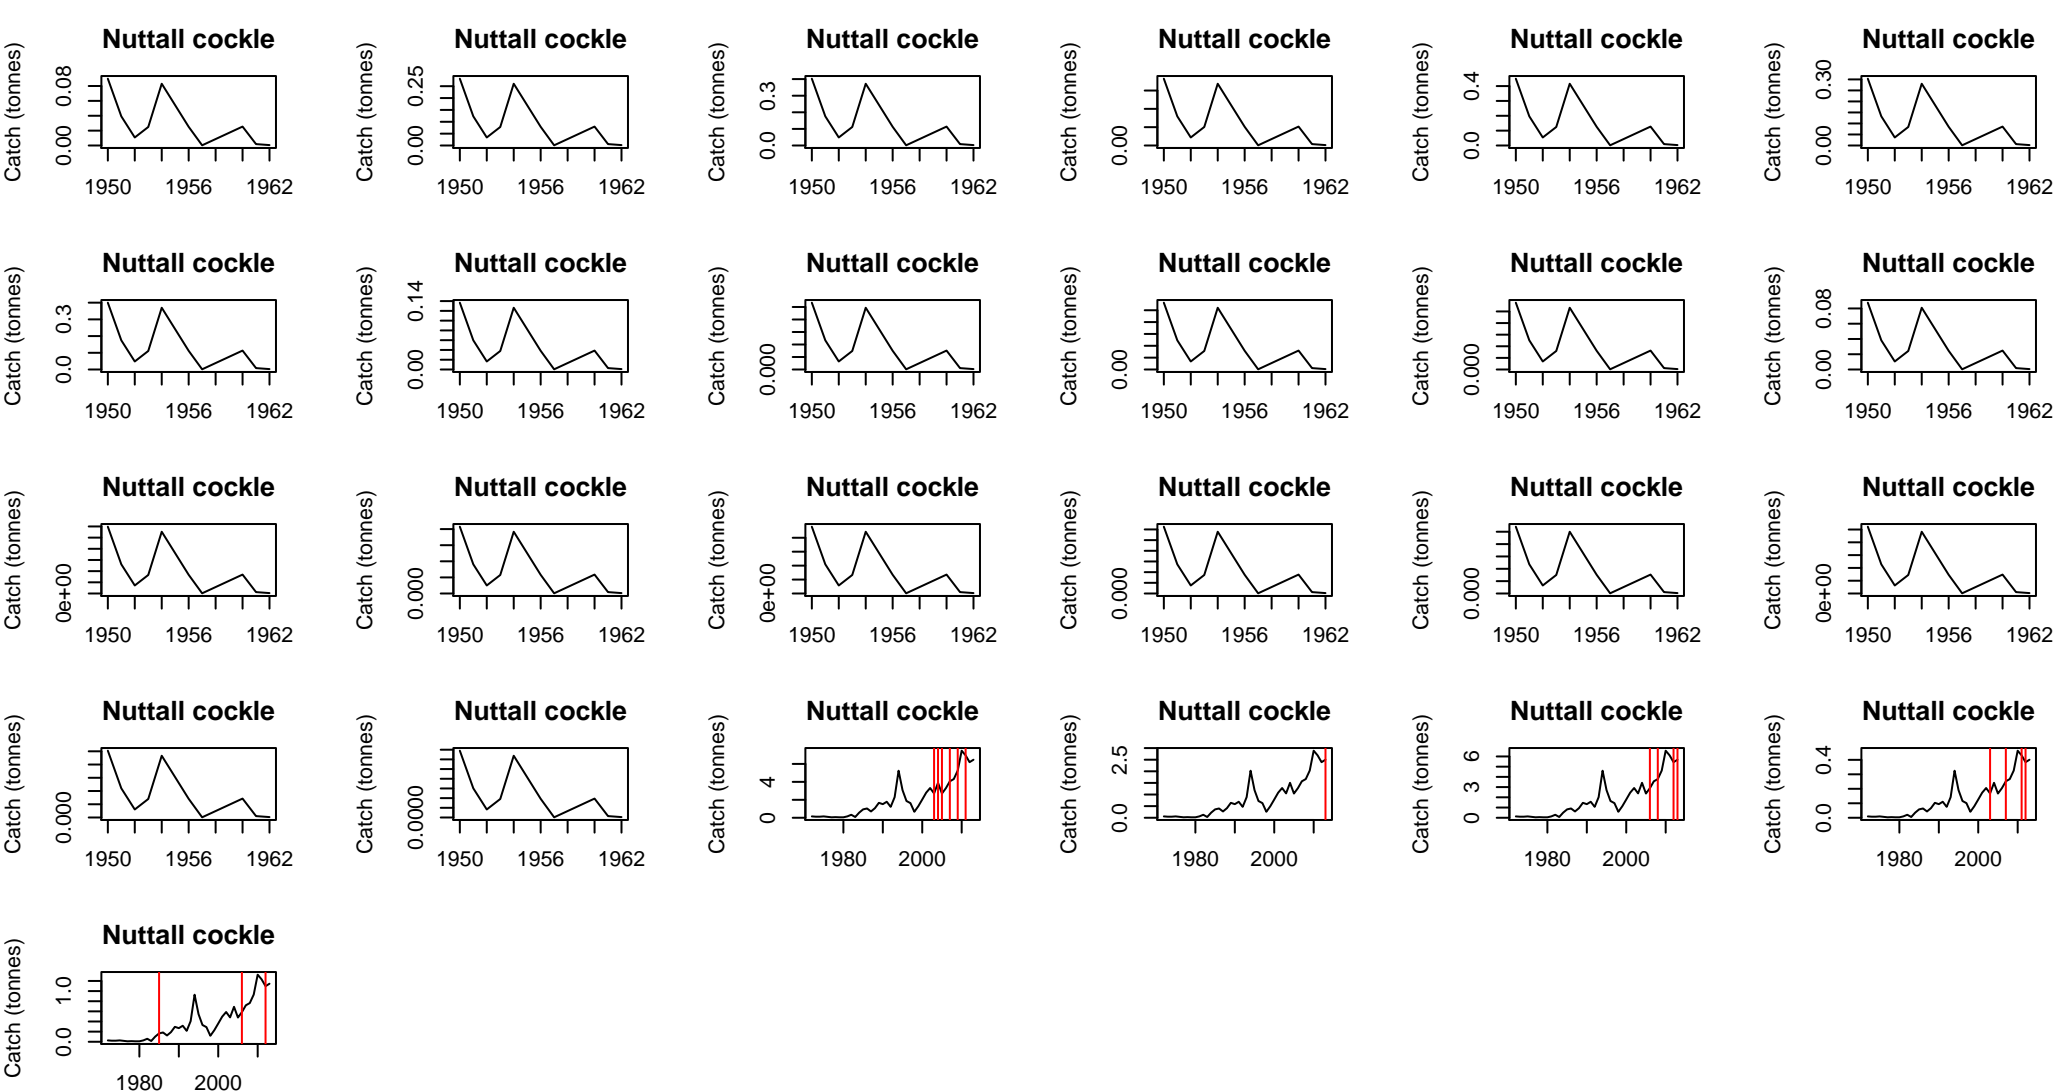 Nuttall cockle Nuttall cockle Nuttall cockle Nuttall cockle Nuttall cockle Nuttall cockle
Catch (tonnes) 0.00 0.08 Catch (tonnes) 0.00 0.25 Catch (tonnes) 0.0 0.3 Catch (tonnes) 0.00 Catch (tonnes) 0.0 0.4 Catch (tonnes) 0.00 0.30
1950 1956 1962 1950 1956 1962 1950 1956 1962 1950 1956 1962 1950 1956 1962 1950 1956 1962
Nuttall cockle Nuttall cockle Nuttall cockle Nuttall cockle Nuttall cockle Nuttall cockle
Catch (tonnes) 0.0 0.3 Catch (tonnes) 0.00 0.14 Catch (tonnes) 0.000 Catch (tonnes) 0.00 Catch (tonnes) 0.000 Catch (tonnes) 0.00 0.08
1950 1956 1962 1950 1956 1962 1950 1956 1962 1950 1956 1962 1950 1956 1962 1950 1956 1962
Nuttall cockle Nuttall cockle Nuttall cockle Nuttall cockle Nuttall cockle Nuttall cockle
Catch (tonnes) 0e+00 Catch (tonnes) 0.000 Catch (tonnes) 0e+00 Catch (tonnes) 0.000 Catch (tonnes) 0.000 Catch (tonnes) 0e+00
1950 1956 1962 1950 1956 1962 1950 1956 1962 1950 1956 1962 1950 1956 1962 1950 1956 1962
Nuttall cockle Nuttall cockle Nuttall cockle Nuttall cockle Nuttall cockle Nuttall cockle
Catch (tonnes) 0.000 Catch (tonnes) 0.0000 Catch (tonnes) 0 4 Catch (tonnes) 0.0 2.5 Catch (tonnes) 0 3 6 Catch (tonnes) 0.0 0.4
1950 1956 1962 1950 1956 1962 1980 2000 1980 2000 1980 2000 1980 2000
Nuttall cockle
Catch (tonnes) 0.0 1.0
1980 2000